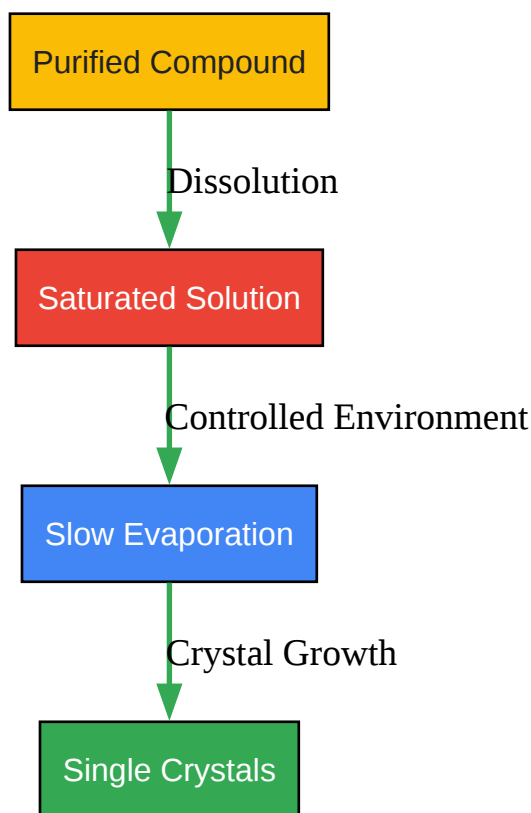 Purified Compound
Dissolution
Saturated Solution
Controlled Environment
Slow Evaporation
Crystal Growth
Single Crystals